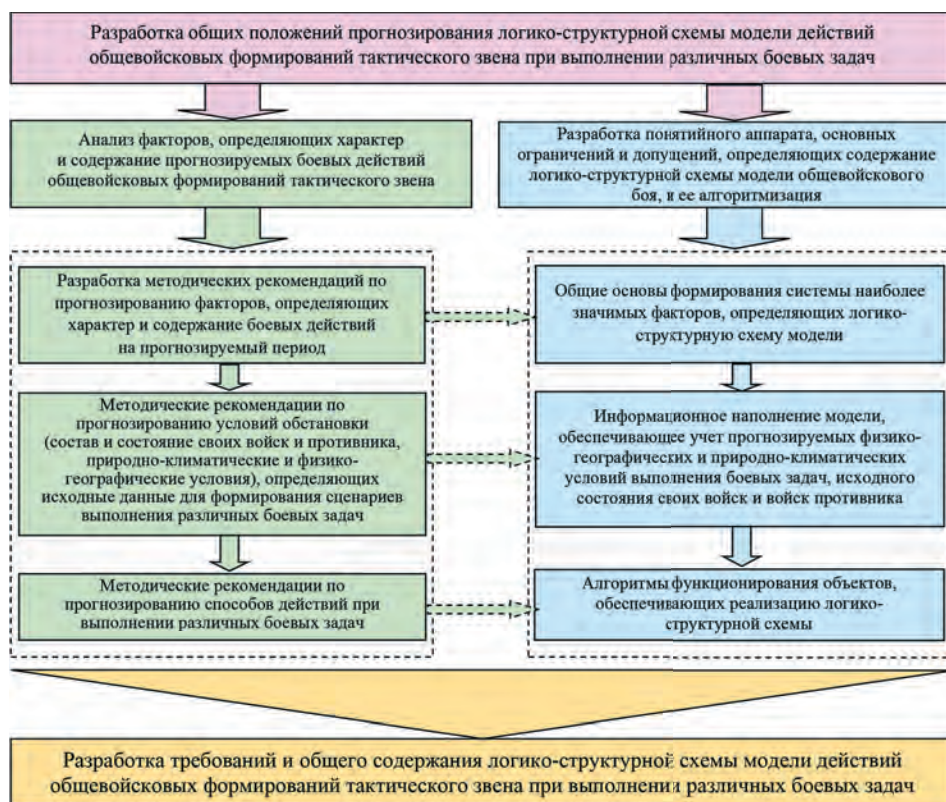 Разработка общих положений прогнозирования логико-структурной схемы модели действий
общевойсковых формирований тактического звена при выполнении различных боевых задач
Анализ факторов, определяющих характер
и содержание прогнозируемых боевых действий
общевойсковых формирований тактического звена
Разработка понятийного аппарата, основных
ограничений и допущений, определяющих содержание
логико-структурной схемы модели общевойскового
боя, и ее алгоритмизация
Разработка методических рекомендаций по
прогнозированию факторов, определяющих
характер и содержание боевых действий
на прогнозируемый период
Общие основы формирования системы наиболее
значимых факторов, определяющих логико-
структурную схему модели
Методические рекомендации по
прогнозированию условий обстановки
(состав и состояние своих войск и противника,
природно-климатические и физико-
географические условия), определяющих
исходные данные для формирования сценариев
выполнения различных боевых задач
Информационное наполнение модели,
обеспечивающее учет прогнозируемых физико-
географических и природно-климатических
условий выполнения боевых задач, исходного
состояния своих войск и войск противника
Методические рекомендации по
прогнозированию способов действий при
выполнении различных боевых задач
Алгоритмы функционирования объектов,
обеспечивающих реализацию логико-
структурной схемы
Разработка требований и общего содержания логико-структурной схемы модели действий
общевойсковых формирований тактического звена при выполнении различных боевых задач